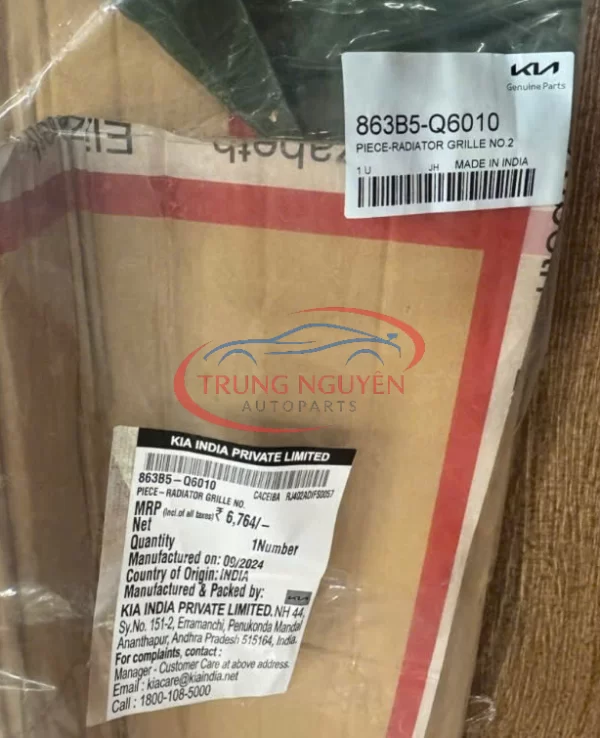 KIA
Genuine Parts
863B5-Q6010
PIECE-RADIATOR GRILLE NO.2
1 U JH MADE IN INDIA
Elizabeth
TRUNG NGUYÊN
AUTOPARTS
KIA INDIA PRIVATE LIMITED
863B5-Q6010
PIECE-RADIATOR GRILLE NO. CACEIBA RJ402ADIFS0057
MRP (incl.of all taxes) ₹ 6,764/-
Net
Quantity 1Number
Manufactured on: 09/2024
Country of Origin: INDIA
Manufactured & Packed by: KIA
KIA INDIA PRIVATE LIMITED.NH 44,
Sy.No. 151-2, Erramanchi, Penukonda Mandal
Ananthapur, Andhra Pradesh 515164, India.
For complaints, contact :
Manager - Customer Care at above address.
Email : kiacare@kiaindia.net
Call : 1800-108-5000